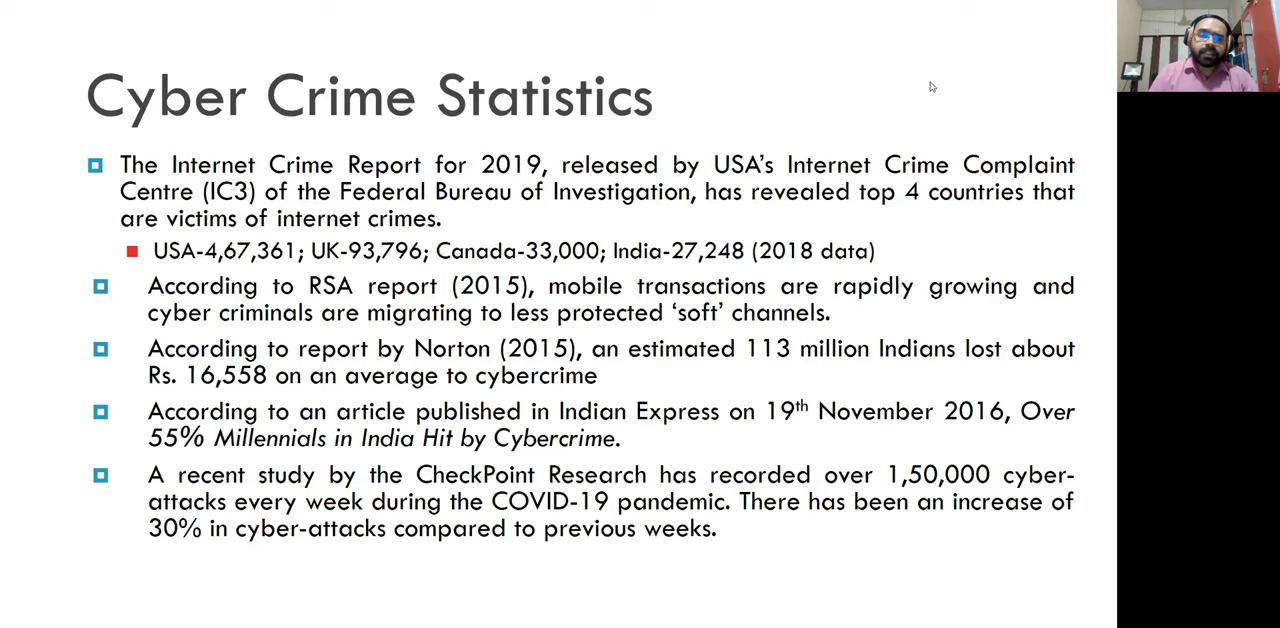 Cyber Crime Statistics
The Internet Crime Report for 2019, released by USA's Internet Crime Complaint
Centre (IC3) of the Federal Bureau of Investigation, has revealed top 4 countries that
are victims of internet crimes.
USA-4,67,361; UK-93,796; Canada-33,000; India-27,248 (2018 data)
According to RSA report (2015), mobile transactions are rapidly growing and
cyber criminals are migrating to less protected 'soft' channels.
According to report by Norton (2015), an estimated 113 million Indians lost about
Rs. 16,558 on an average to cybercrime
According to an article published in Indian Express on 19th November 2016, Over
55% Millennials in India Hit by Cybercrime.
A recent study by the CheckPoint Research has recorded over 1,50,000 cyber-
attacks every week during the COVID-19 pandemic. There has been an increase of
30% in cyber-attacks compared to previous weeks.